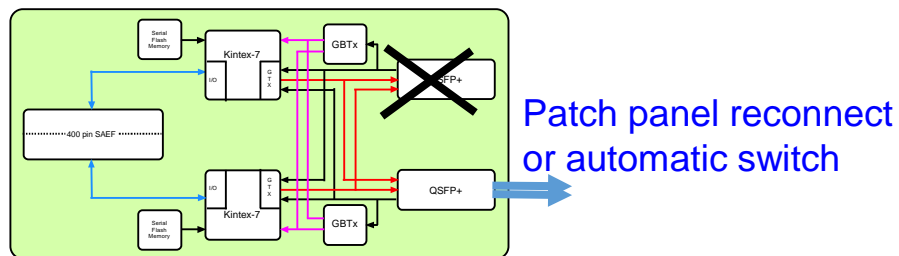 Serial
Flash
Memory
Kintex-7
I/O
G
T
X
GBTx
QSFP+
400 pin SAEF
Patch panel reconnect
or automatic switch
I/O
G
T
X
Kintex-7
QSFP+
GBTx
Serial
Flash
Memory